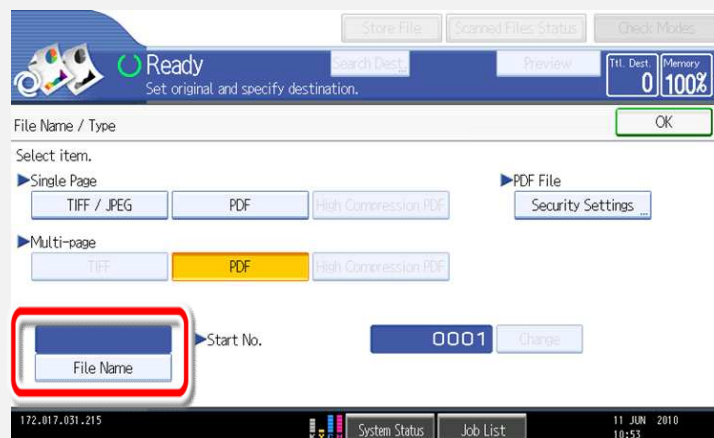 Store File Scanned Files Status Check Modes
Ready Search Dest. Preview Ttl. Dest. Memory
Set original and specify destination. 0 100%
File Name / Type OK
Select item.
►Single Page ►PDF File
TIFF / JPEG PDF High Compression PDF Security Settings
►Multi-page
TIFF PDF High Compression PDF
►Start No. 0001 Change
File Name
172.017.031.215 System Status Job List 11 JUN 2010
10:53